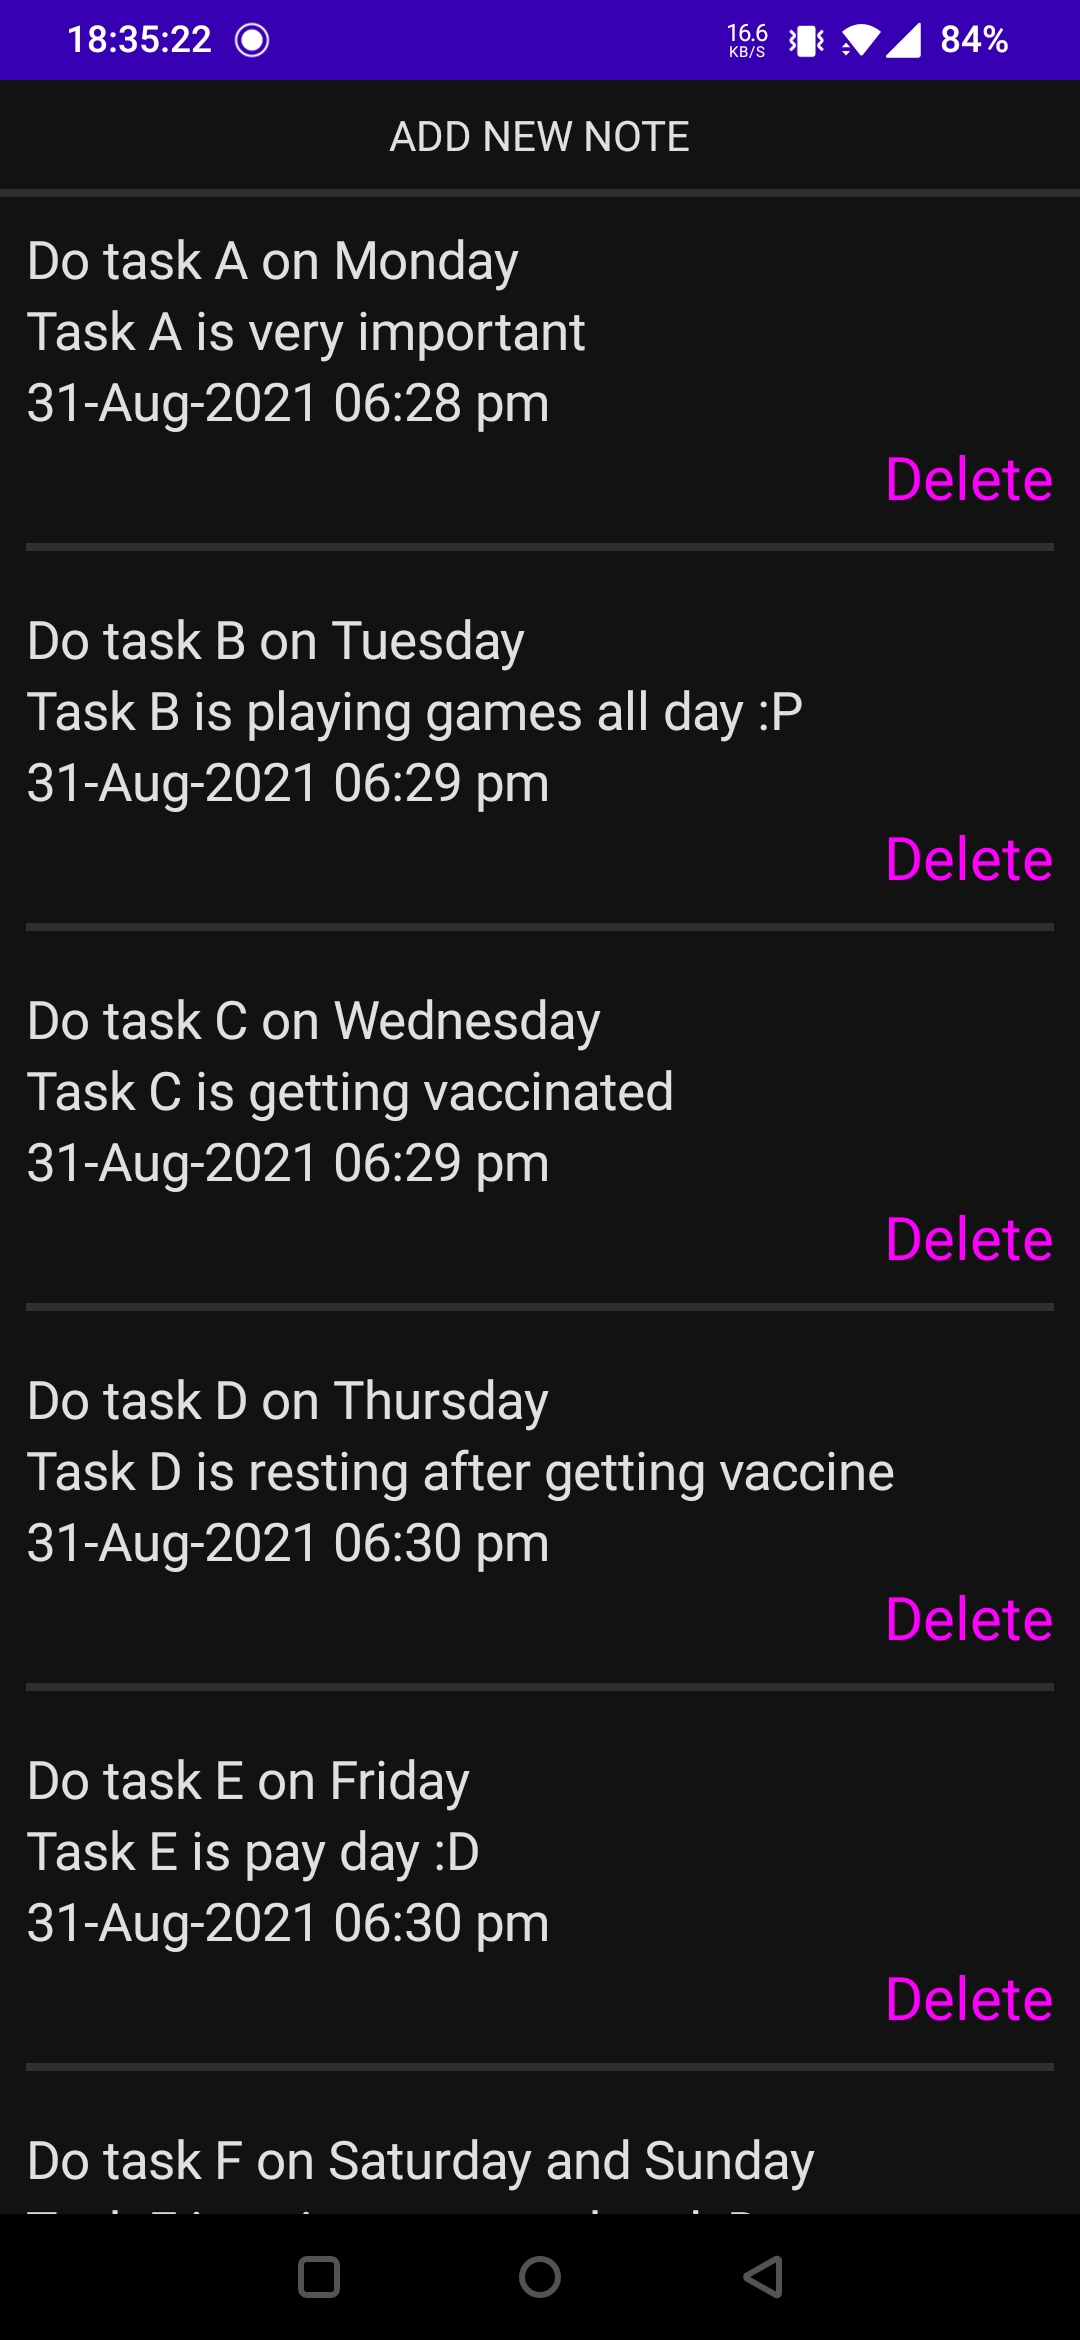 18:35:22 16.6 KB/S 84%
ADD NEW NOTE
Do task A on Monday
Task A is very important
31-Aug-2021 06:28 pm
Delete
Do task B on Tuesday
Task B is playing games all day :P
31-Aug-2021 06:29 pm
Delete
Do task C on Wednesday
Task C is getting vaccinated
31-Aug-2021 06:29 pm
Delete
Do task D on Thursday
Task D is resting after getting vaccine
31-Aug-2021 06:30 pm
Delete
Do task E on Friday
Task E is pay day :D
31-Aug-2021 06:30 pm
Delete
Do task F on Saturday and Sunday